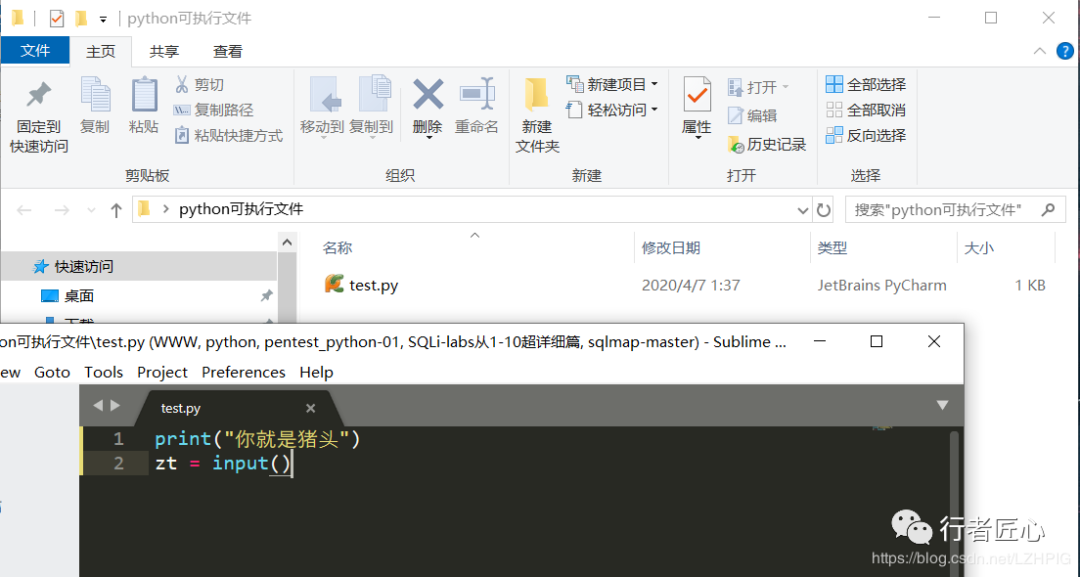 python可执行文件
文件 主页 共享 查看
固定到快速访问 复制 粘贴 剪切 复制路径 粘贴快捷方式 移动到 复制到 删除 重命名 新建文件夹 新建项目 轻松访问 属性 打开 编辑 历史记录 全部选择 全部取消 反向选择
剪贴板 组织 新建 打开 选择
python可执行文件 搜索"python可执行文件"
名称 修改日期 类型 大小
快速访问
test.py 2020/4/7 1:37 JetBrains PyCharm 1 KB
桌面
on可执行文件\test.py (WWW, python, pentest_python-01, SQLi-labs从1-10超详细篇, sqlmap-master) - Sublime ...
ew Goto Tools Project Preferences Help
test.py
1 print("你就是猪头")
2 zt = input()
行者匠心
https://blog.csdn.net/LZHPIG